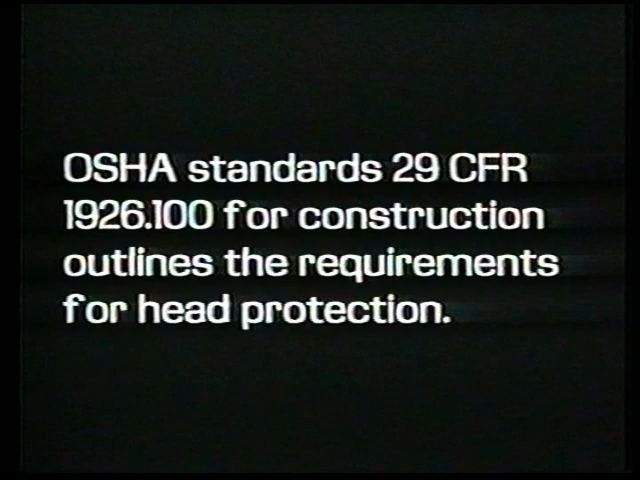 OSHA standards 29 CFR
1926.100 for construction
outlines the requirements
for head protection.